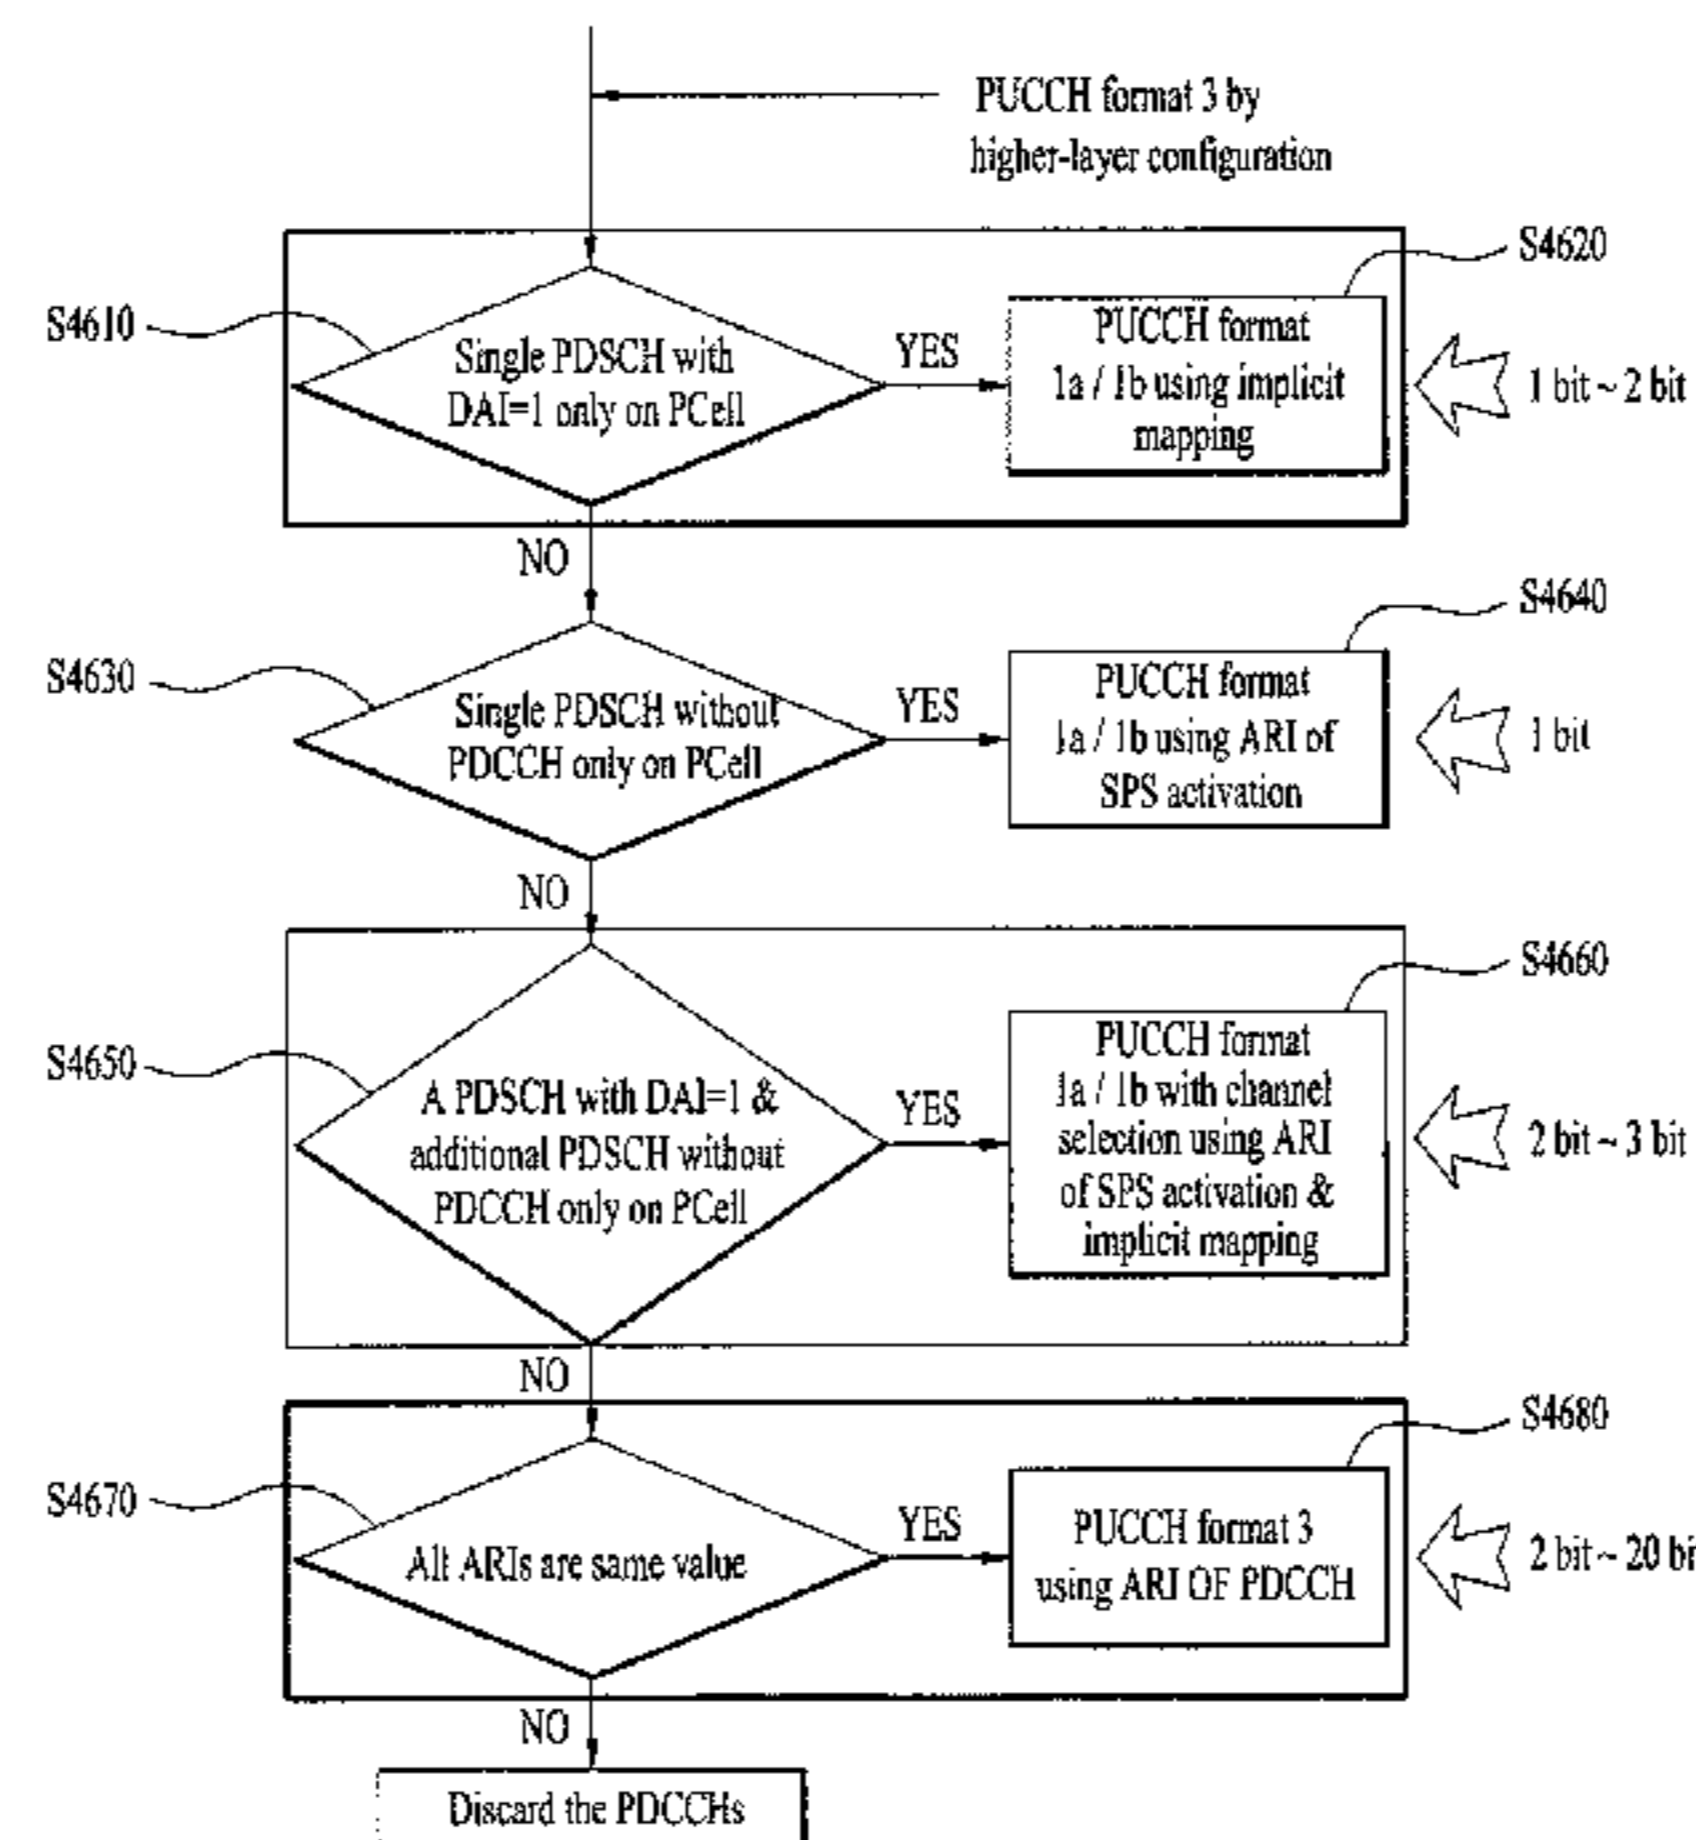 PUCCH format 3 by
higher-layer configuration
S4610
Single PDSCH with
DAI=1 only on PCell
YES
S4620
PUCCH format
1a / 1b using implicit
mapping
1 bit ~ 2 bit
NO
S4630
Single PDSCH without
PDCCH only on PCell
YES
S4640
PUCCH format
1a / 1b using ARI of
SPS activation
1 bit
NO
S4650
A PDSCH with DAI=1 &
additional PDSCH without
PDCCH only on PCell
YES
S4660
PUCCH format
1a / 1b with channel
selection using ARI
of SPS activation &
implicit mapping
2 bit ~ 3 bit
NO
S4670
All ARIs are same value
YES
S4680
PUCCH format 3
using ARI OF PDCCH
2 bit ~ 20 bi
NO
Discard the PDCCHs